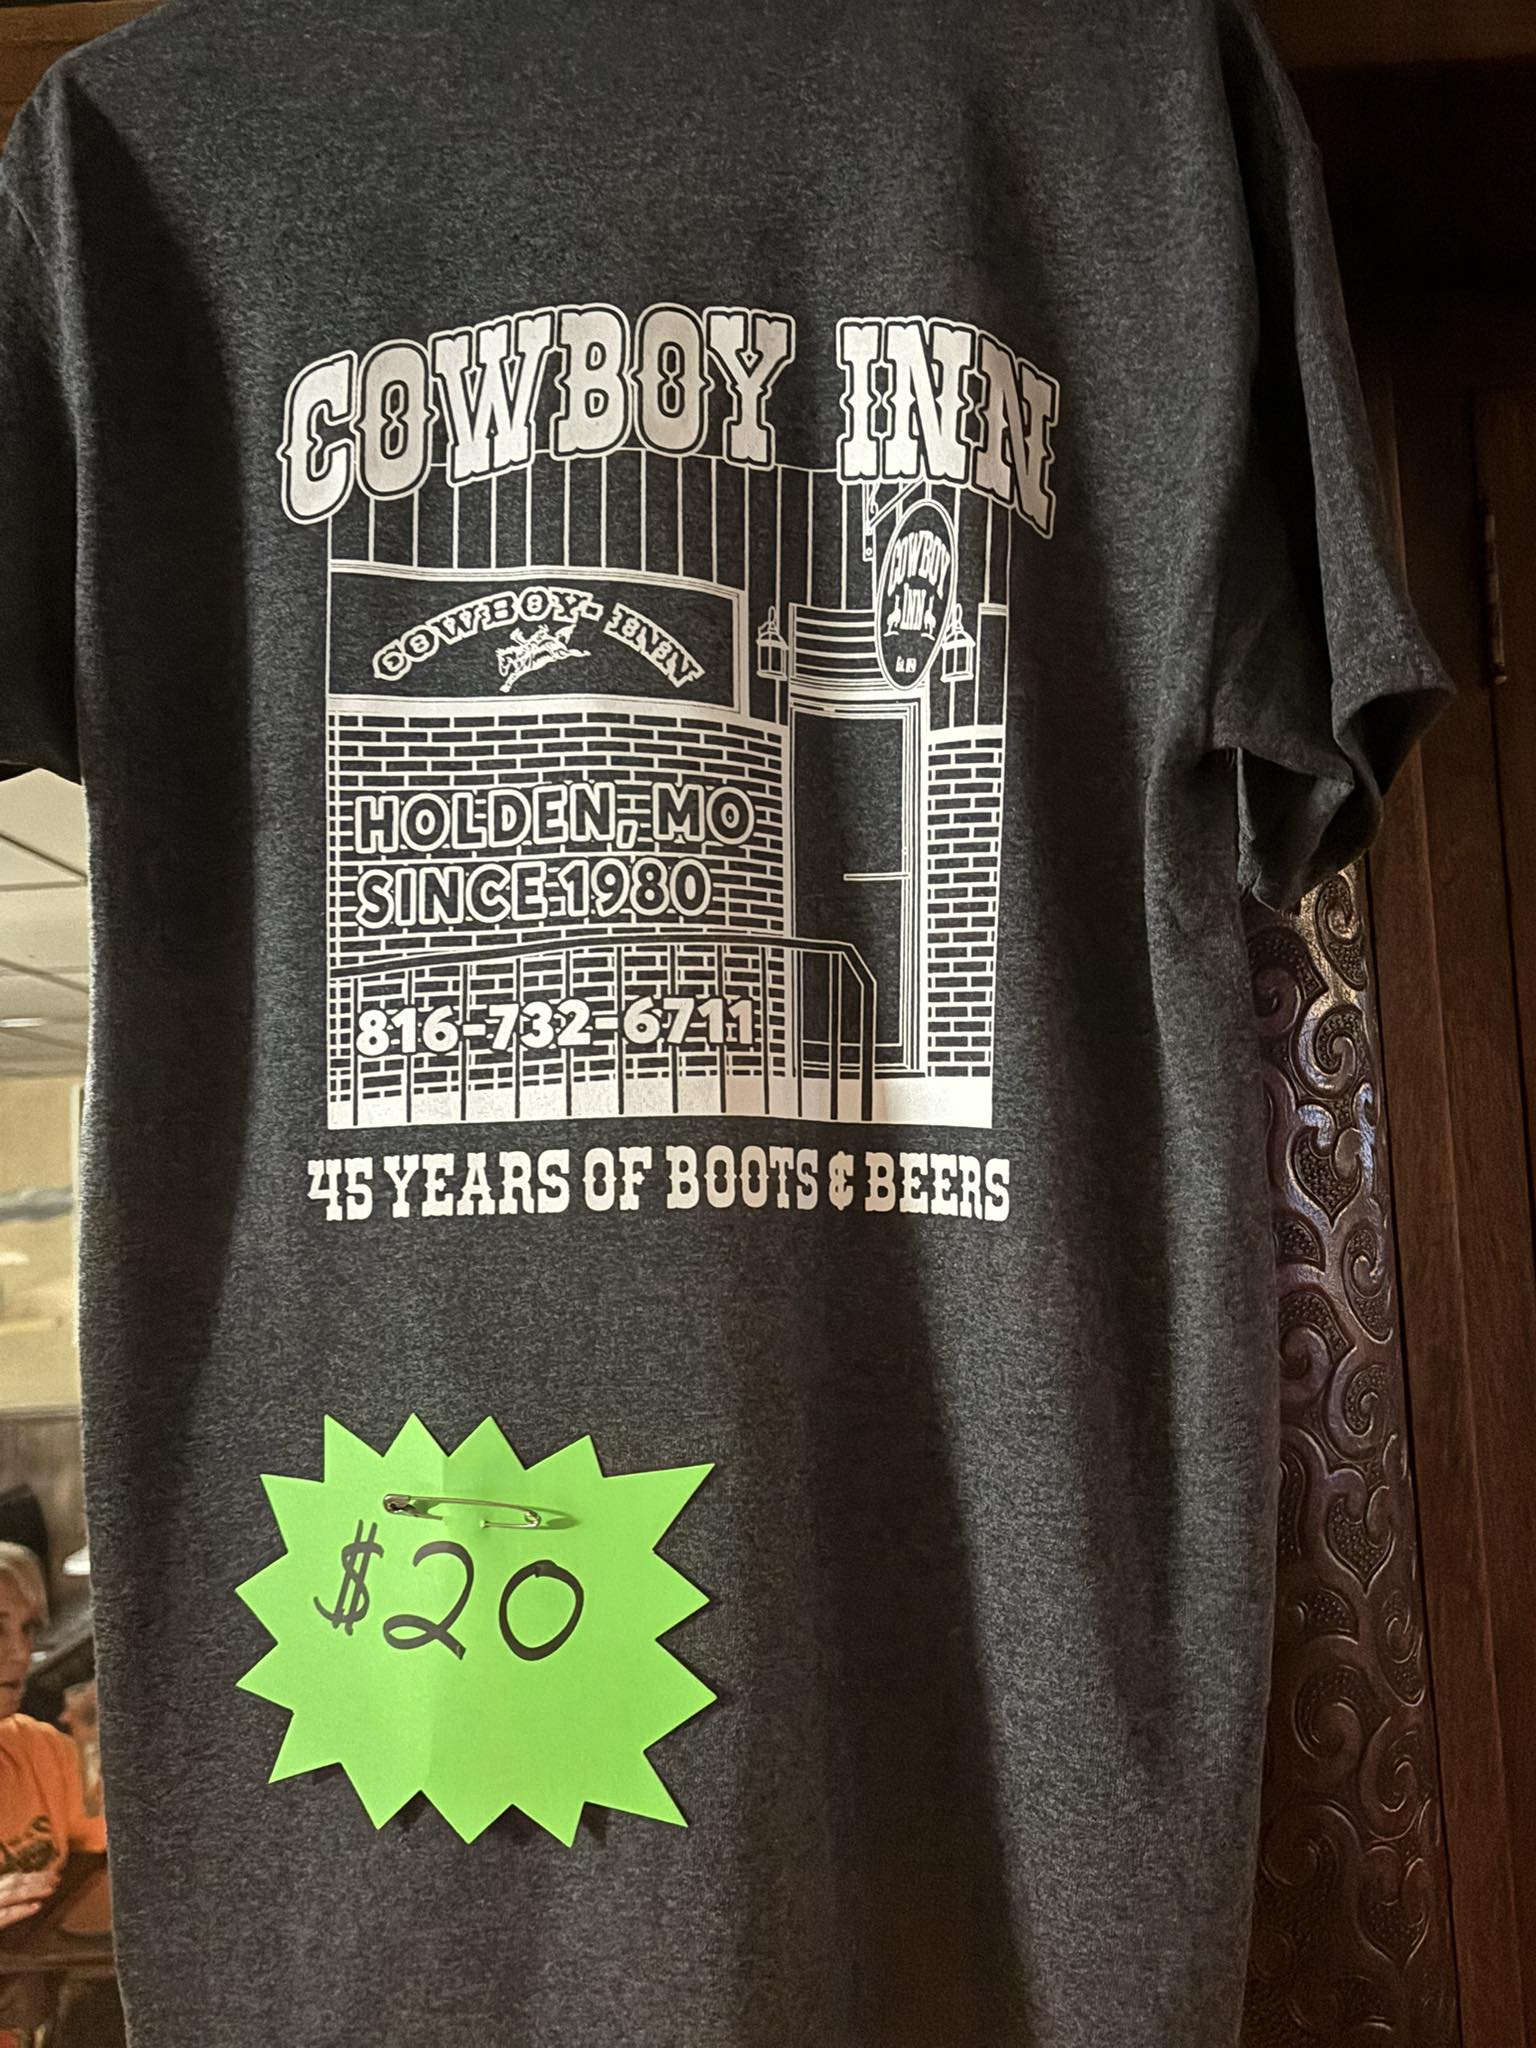 COWBOY INN
COWBOY-INN
COWBOY
INN
HOLDEN, MO
SINCE 1980
816-732-6711
45 YEARS OF BOOTS & BEERS
$20